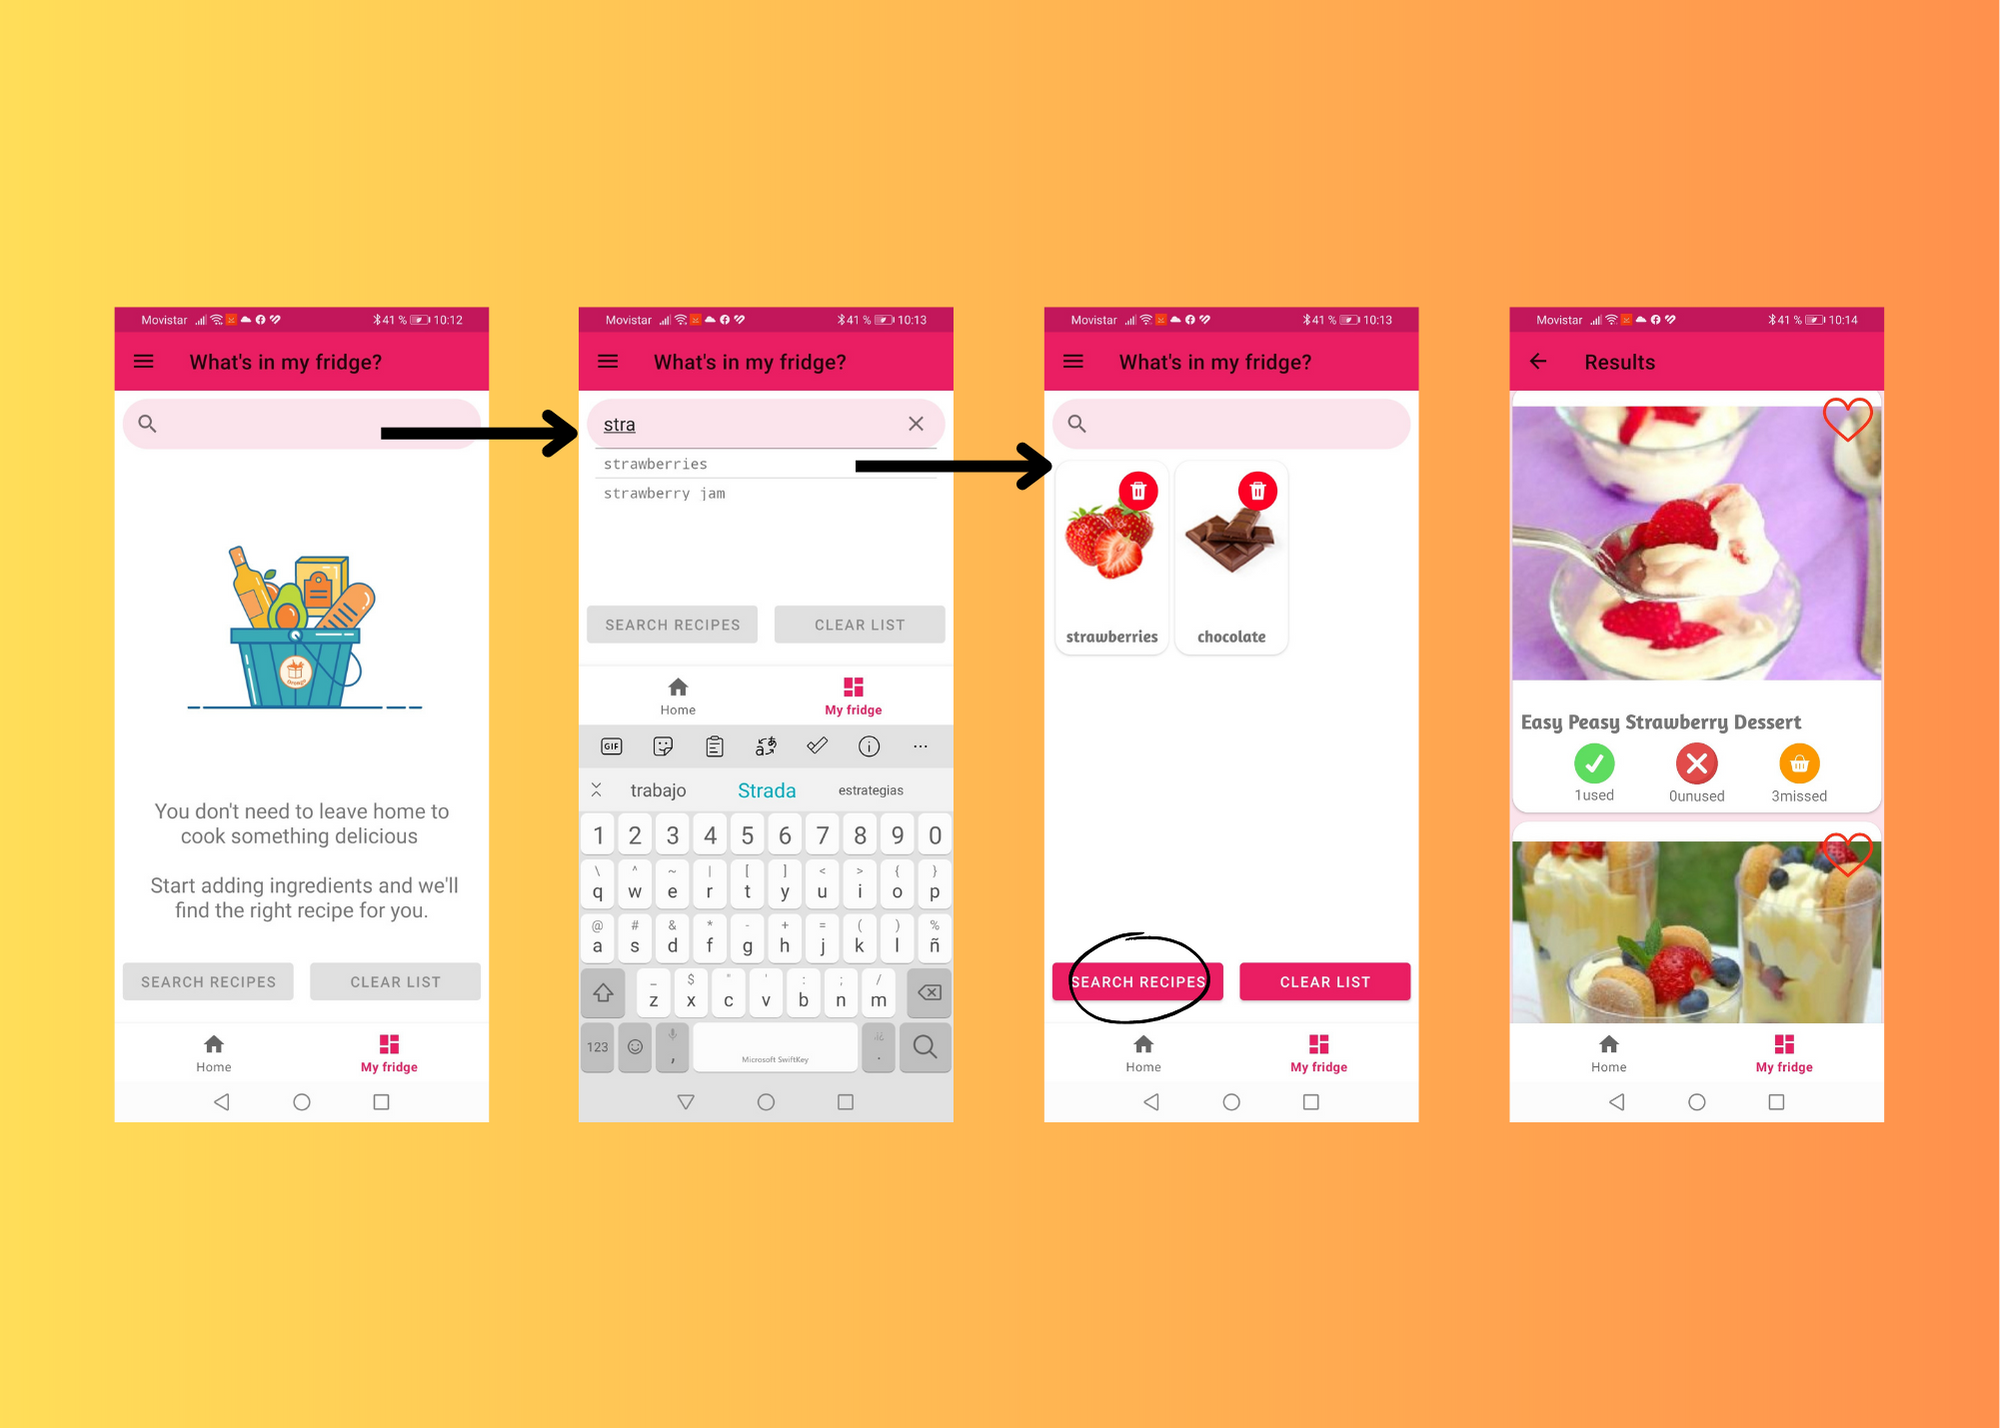 Movistar
41 %
10:12
What's in my fridge?
You don't need to leave home to
cook something delicious
Start adding ingredients and we'll
find the right recipe for you.
SEARCH RECIPES
CLEAR LIST
Home
My fridge
Movistar
41 %
10:13
What's in my fridge?
stra
strawberries
strawberry jam
SEARCH RECIPES
CLEAR LIST
Home
My fridge
GIF
trabajo
Strada
estrategias
1 2 3 4 5 6 7 8 9 0
\ ^ ~ | [ ] < > { }
q w e r t y u i o p
@ # & * - + = ( ) %
a s d f g h j k l ñ
_ $ " ' : ; /
z x c v b n m
123 , .
Microsoft SwiftKey
Movistar
41 %
10:13
What's in my fridge?
strawberries
chocolate
SEARCH RECIPES
CLEAR LIST
Home
My fridge
Movistar
41 %
10:14
Results
Easy Peasy Strawberry Dessert
1used
0unused
3missed
Home
My fridge